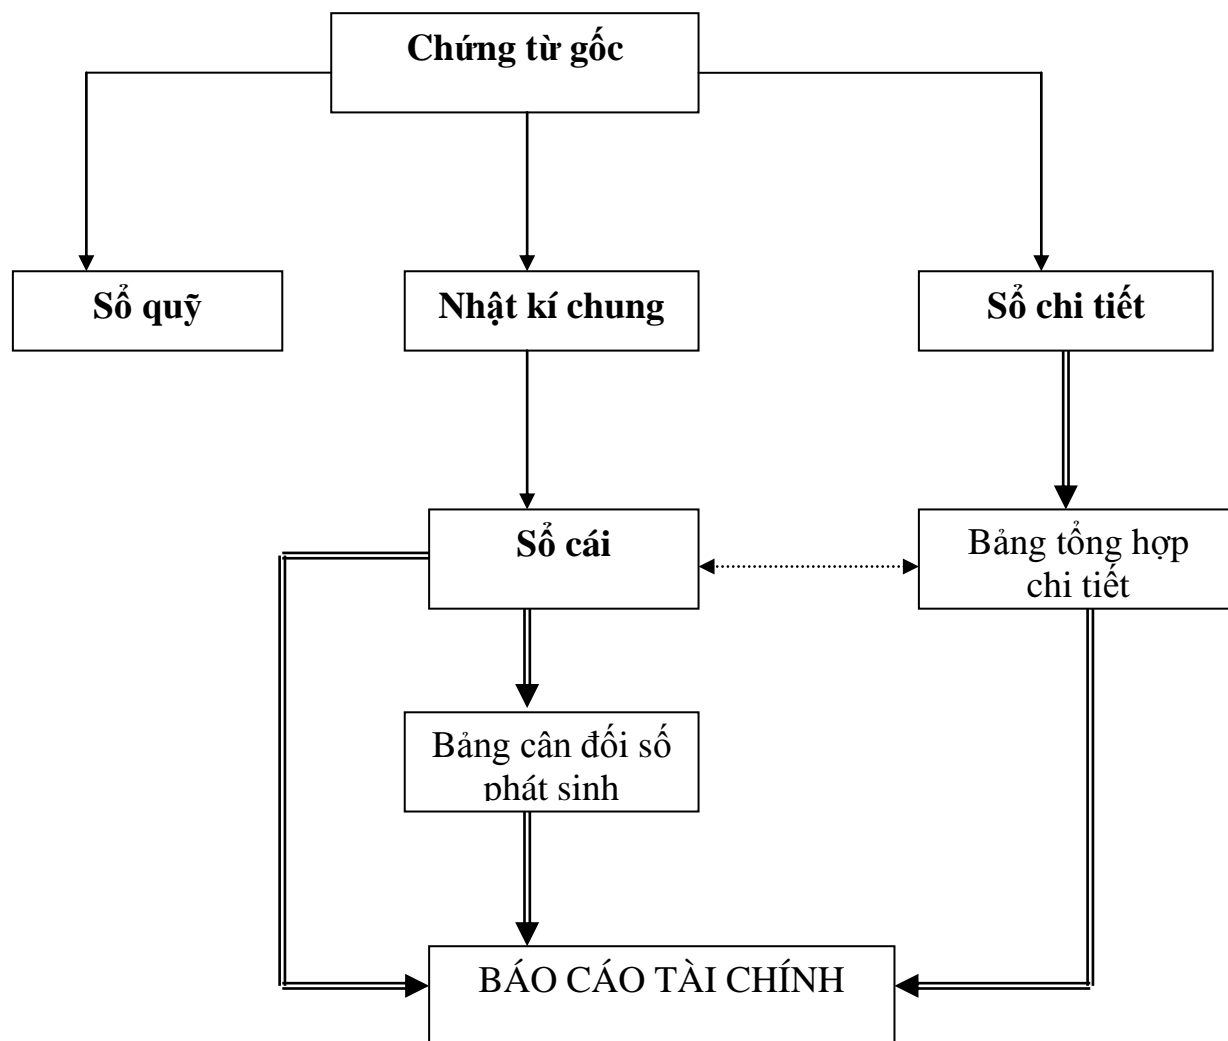 Chứng từ gốc
Sổ quỹ
Nhật kí chung
Sổ chi tiết
Sổ cái
Bảng tổng hợp
chi tiết
Bảng cân đối số
phát sinh
BÁO CÁO TÀI CHÍNH